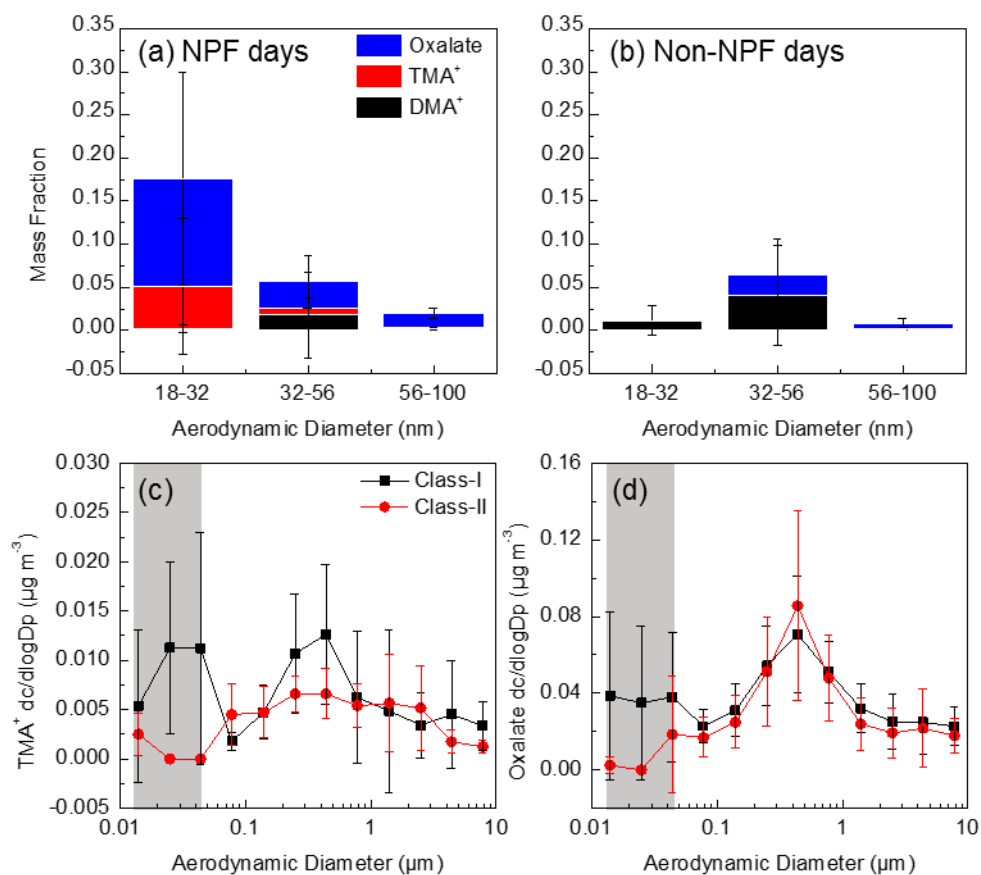 (a) NPF days
Oxalate
TMA⁺
DMA⁺
0.35
0.30
0.25
0.20
0.15
0.10
0.05
0.00
-0.05
Mass Fraction
18-32 32-56 56-100
Aerodynamic Diameter (nm)
(b) Non-NPF days
0.35
0.30
0.25
0.20
0.15
0.10
0.05
0.00
-0.05
18-32 32-56 56-100
Aerodynamic Diameter (nm)
(c)
Class-I
Class-II
0.030
0.025
0.020
0.015
0.010
0.005
0.000
-0.005
TMA⁺ dc/dlogDp (μg m⁻³)
0.01 0.1 1 10
Aerodynamic Diameter (μm)
(d)
0.16
0.12
0.08
0.04
0.00
Oxalate dc/dlogDp (μg m⁻³)
0.01 0.1 1 10
Aerodynamic Diameter (μm)